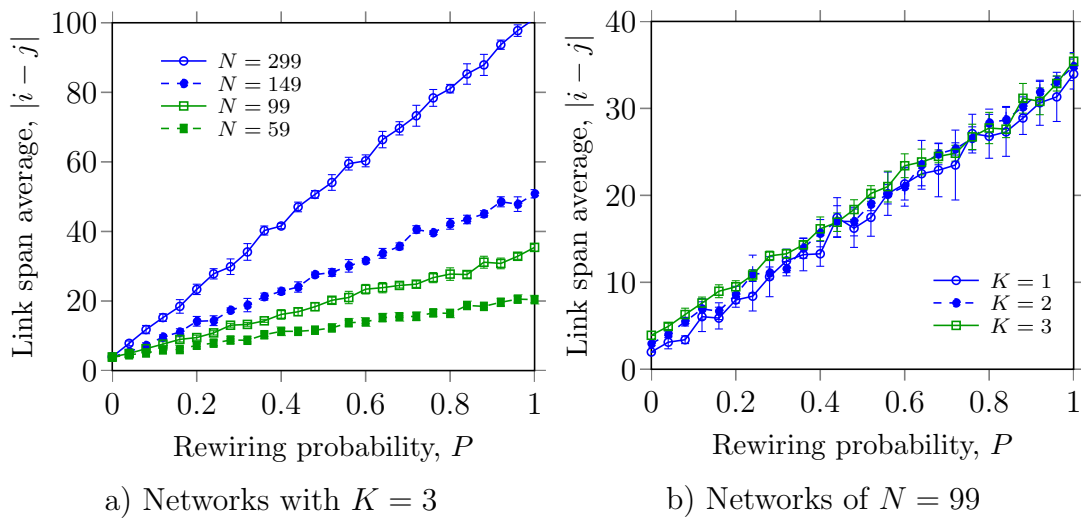 Link span average, |i − j|
100
80
60
40
20
0
N = 299
N = 149
N = 99
N = 59
0 0.2 0.4 0.6 0.8 1
Rewiring probability, P
a) Networks with K = 3
Link span average, |i − j|
40
30
20
10
0
K = 1
K = 2
K = 3
0 0.2 0.4 0.6 0.8 1
Rewiring probability, P
b) Networks of N = 99